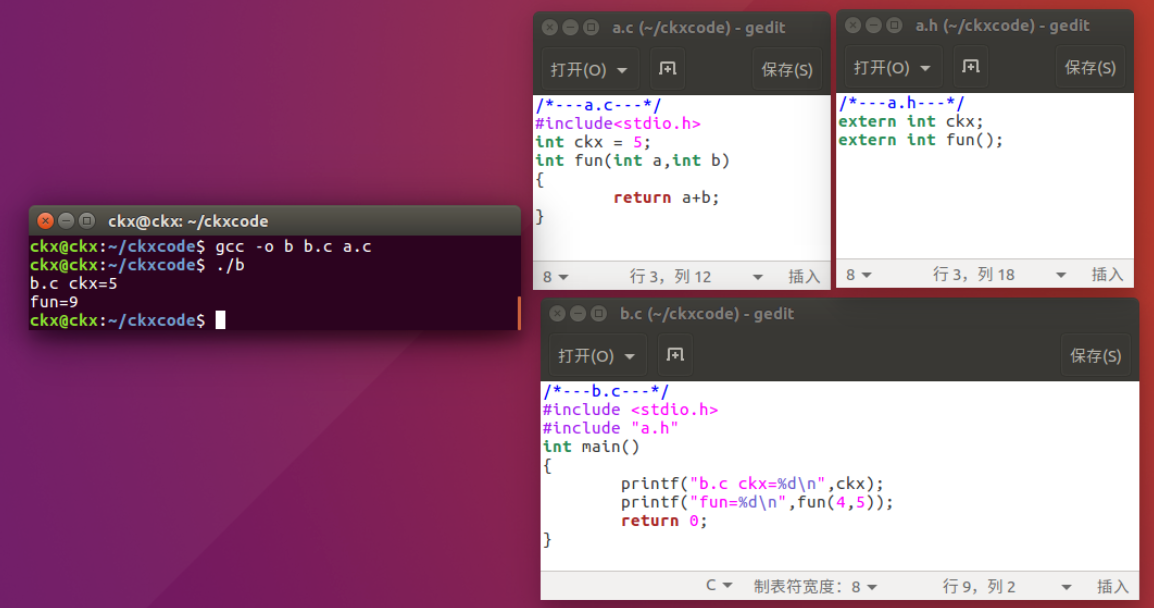 ckx@ckx: ~/ckxcode
ckx@ckx:~/ckxcode$ gcc -o b b.c a.c
ckx@ckx:~/ckxcode$ ./b
b.c ckx=5
fun=9
ckx@ckx:~/ckxcode$
a.c (~/ckxcode) - gedit
打开(O)
保存(S)
/*---a.c---*/
#include<stdio.h>
int ckx = 5;
int fun(int a,int b)
{
return a+b;
}
8
行 3，列 12
插入
a.h (~/ckxcode) - gedit
打开(O)
保存(S)
/*---a.h---*/
extern int ckx;
extern int fun();
8
行 3，列 18
插入
b.c (~/ckxcode) - gedit
打开(O)
保存(S)
/*---b.c---*/
#include <stdio.h>
#include "a.h"
int main()
{
printf("b.c ckx=%d\n",ckx);
printf("fun=%d\n",fun(4,5));
return 0;
}
C
制表符宽度：8
行 9，列 2
插入